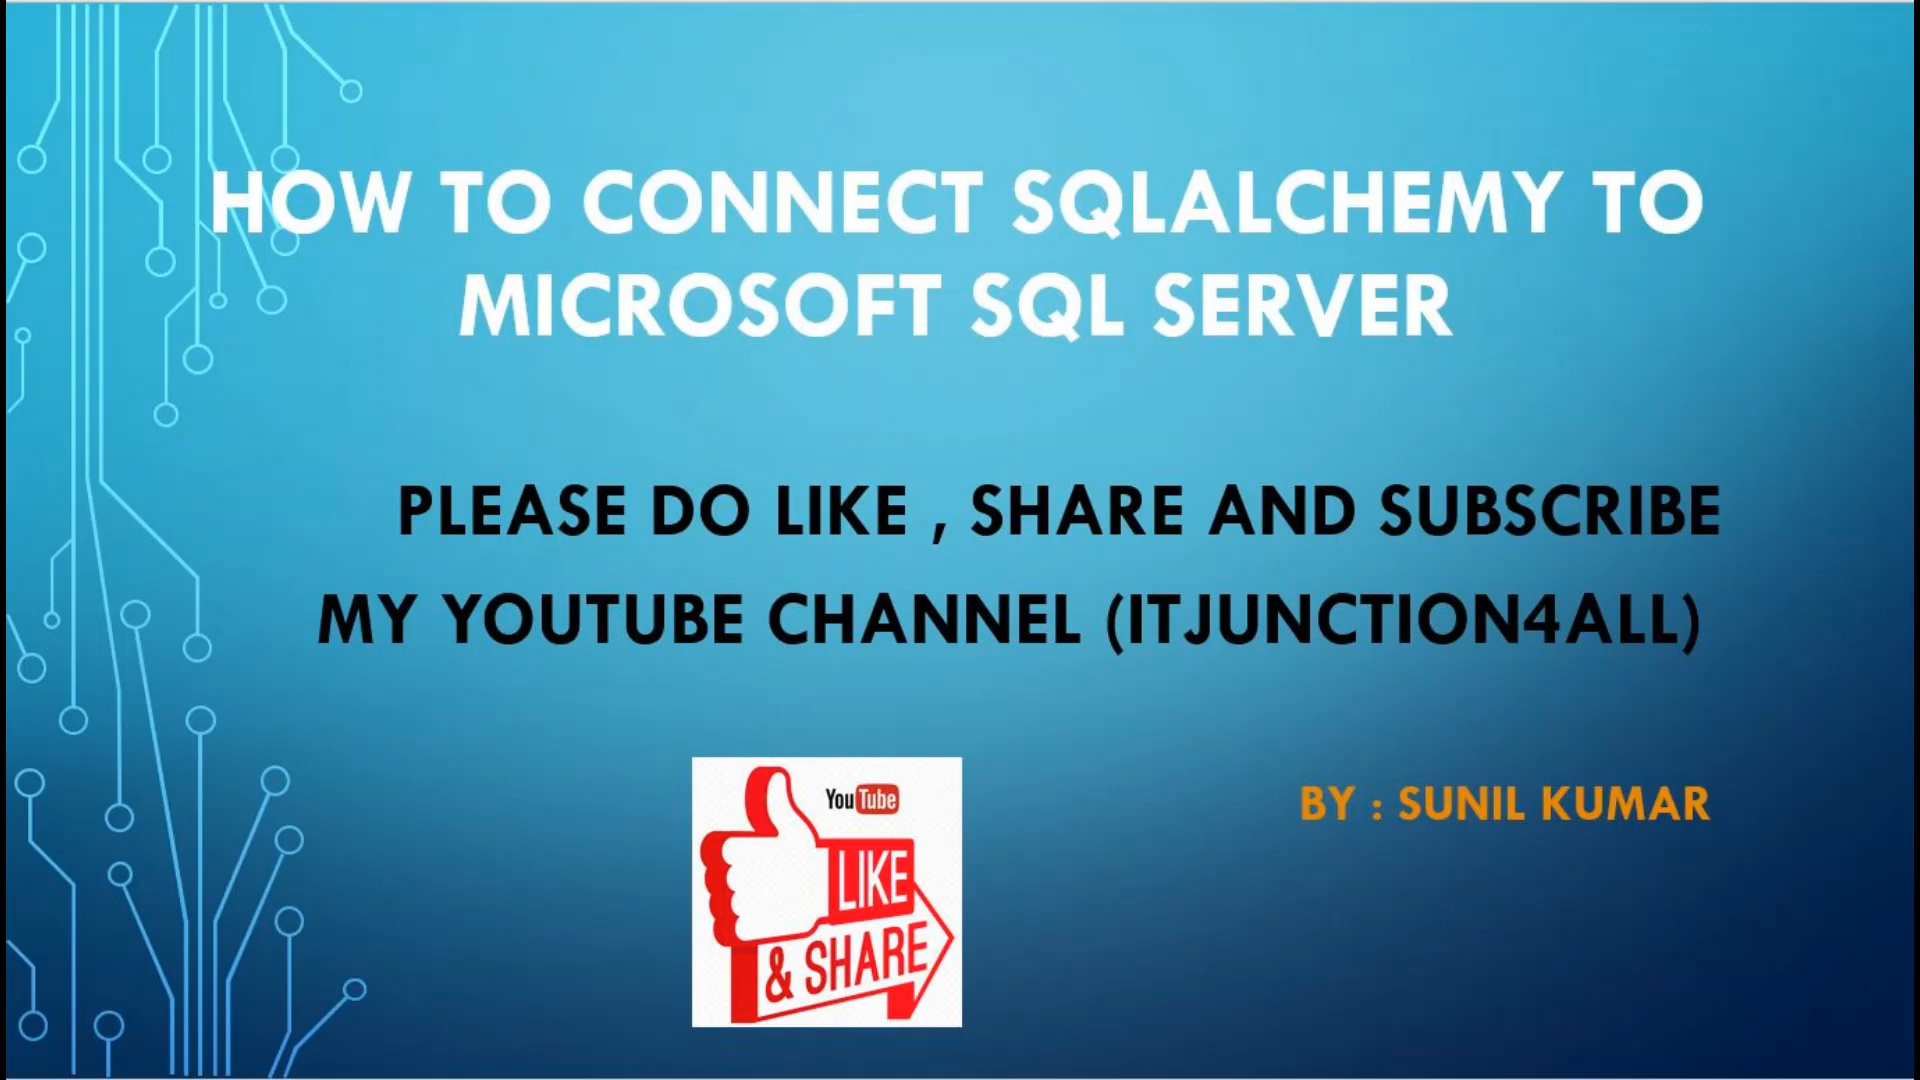 HOW TO CONNECT SQLALCHEMY TO
MICROSOFT SQL SERVER
PLEASE DO LIKE , SHARE AND SUBSCRIBE
MY YOUTUBE CHANNEL (ITJUNCTION4ALL)
BY : SUNIL KUMAR
YouTube
LIKE
& SHARE